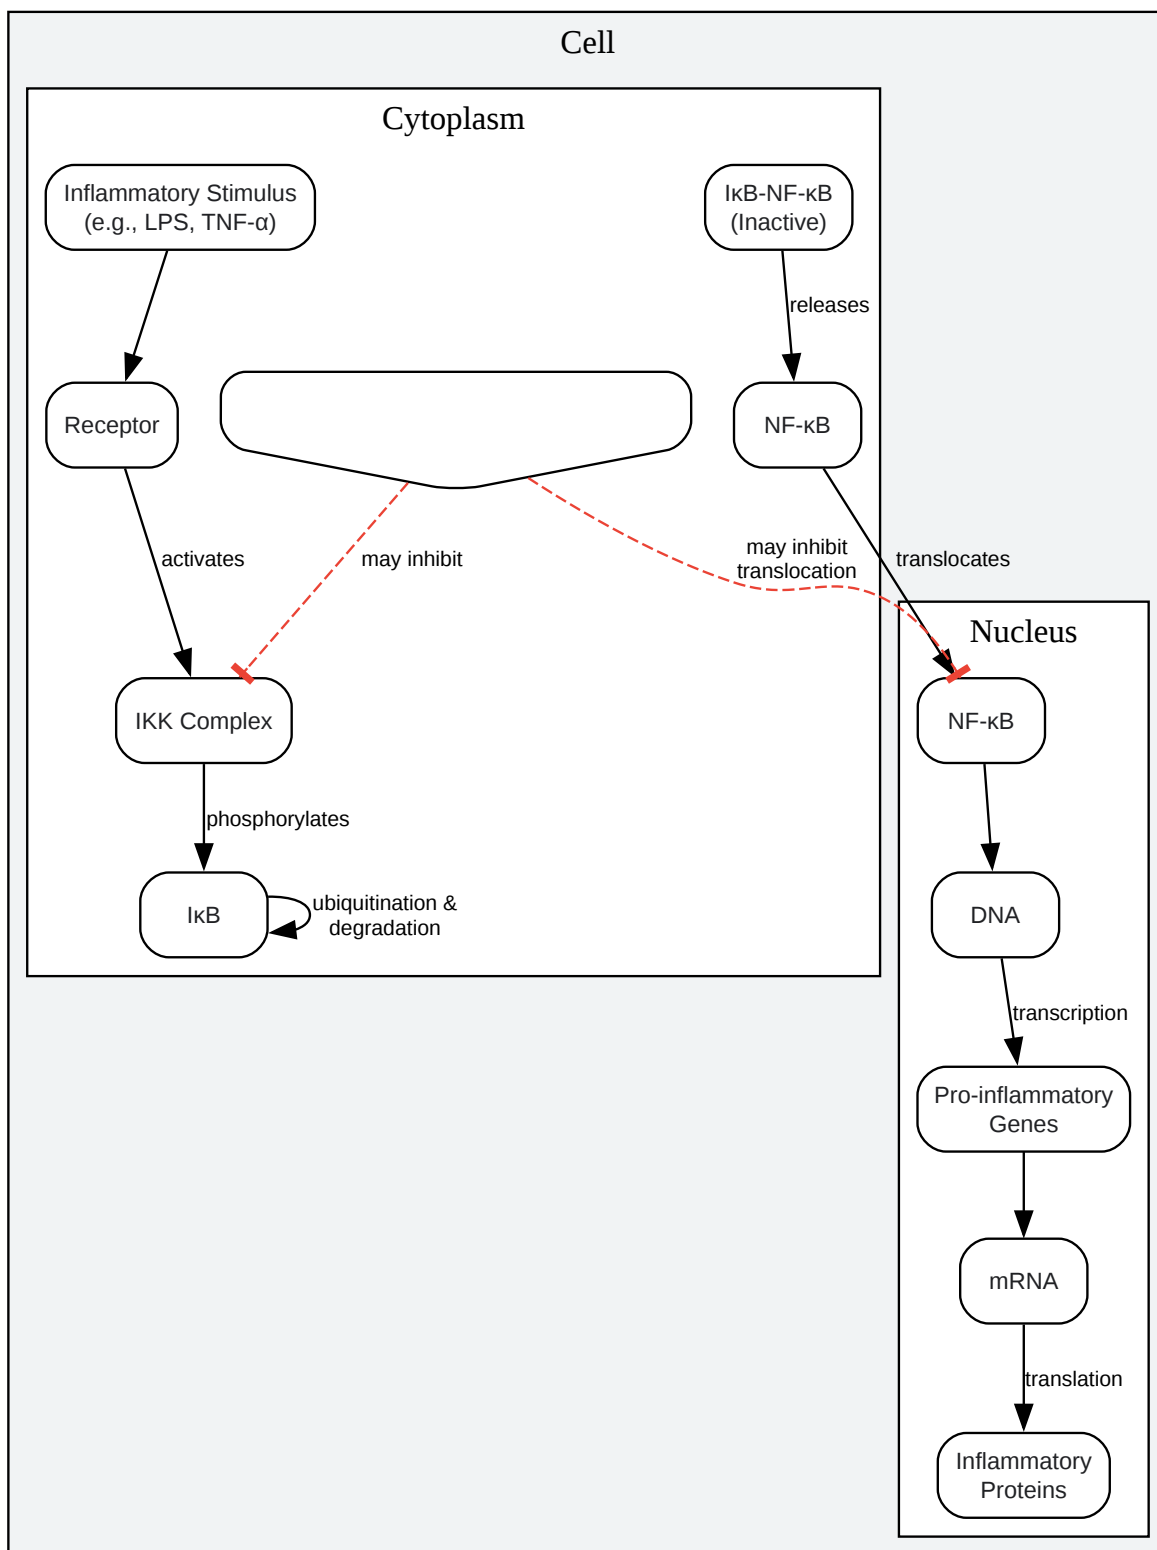 Cell
Cytoplasm
Inflammatory Stimulus
(e.g., LPS, TNF-α)
IκB-NF-κB
(Inactive)
releases
Receptor
NF-κB
activates
may inhibit
may inhibit
translocation
translocates
Nucleus
IKK Complex
NF-κB
phosphorylates
IκB
ubiquitination &
degradation
DNA
transcription
Pro-inflammatory
Genes
mRNA
translation
Inflammatory
Proteins